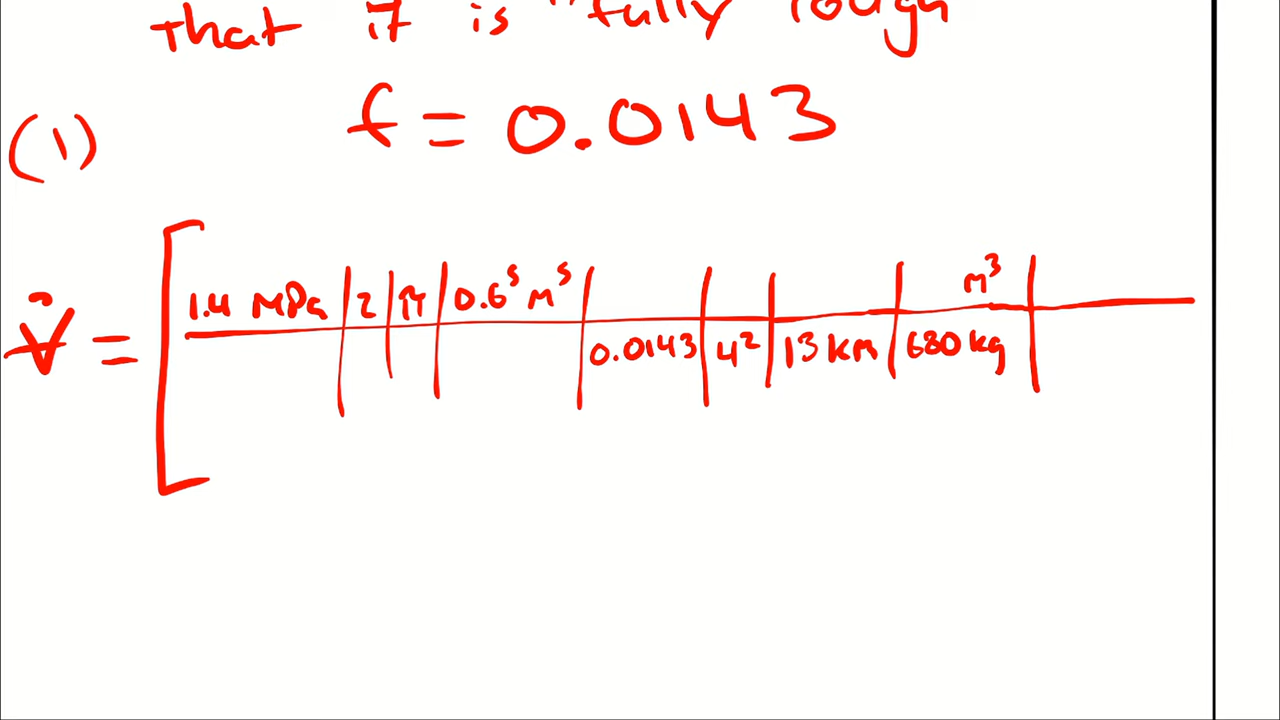 that it is "fully rough
(1) f = 0.0143
V̇ = [ 1.4 MPa | 2 | π | 0.6⁵ m⁵ | | | | m³ |
0.0143 | 4² | 13 km | 680 kg